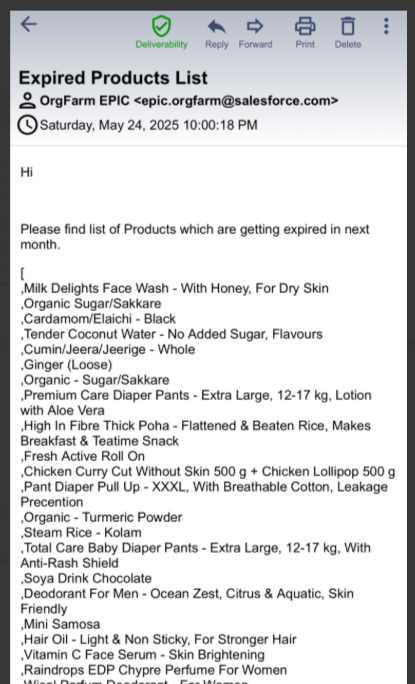 Deliverability
Reply
Forward
Print
Delete
Expired Products List
OrgFarm EPIC <epic.orgfarm@salesforce.com>
Saturday, May 24, 2025 10:00:18 PM
Hi
Please find list of Products which are getting expired in next
month.
[
,Milk Delights Face Wash - With Honey, For Dry Skin
,Organic Sugar/Sakkare
,Cardamom/Elaichi - Black
,Tender Coconut Water - No Added Sugar, Flavours
,Cumin/Jeera/Jeerige - Whole
,Ginger (Loose)
,Organic - Sugar/Sakkare
,Premium Care Diaper Pants - Extra Large, 12-17 kg, Lotion
with Aloe Vera
,High In Fibre Thick Poha - Flattened & Beaten Rice, Makes
Breakfast & Teatime Snack
,Fresh Active Roll On
,Chicken Curry Cut Without Skin 500 g + Chicken Lollipop 500 g
,Pant Diaper Pull Up - XXXL, With Breathable Cotton, Leakage
Precention
,Organic - Turmeric Powder
,Steam Rice - Kolam
,Total Care Baby Diaper Pants - Extra Large, 12-17 kg, With
Anti-Rash Shield
,Soya Drink Chocolate
,Deodorant For Men - Ocean Zest, Citrus & Aquatic, Skin
Friendly
,Mini Samosa
,Hair Oil - Light & Non Sticky, For Stronger Hair
,Vitamin C Face Serum - Skin Brightening
,Raindrops EDP Chypre Perfume For Women